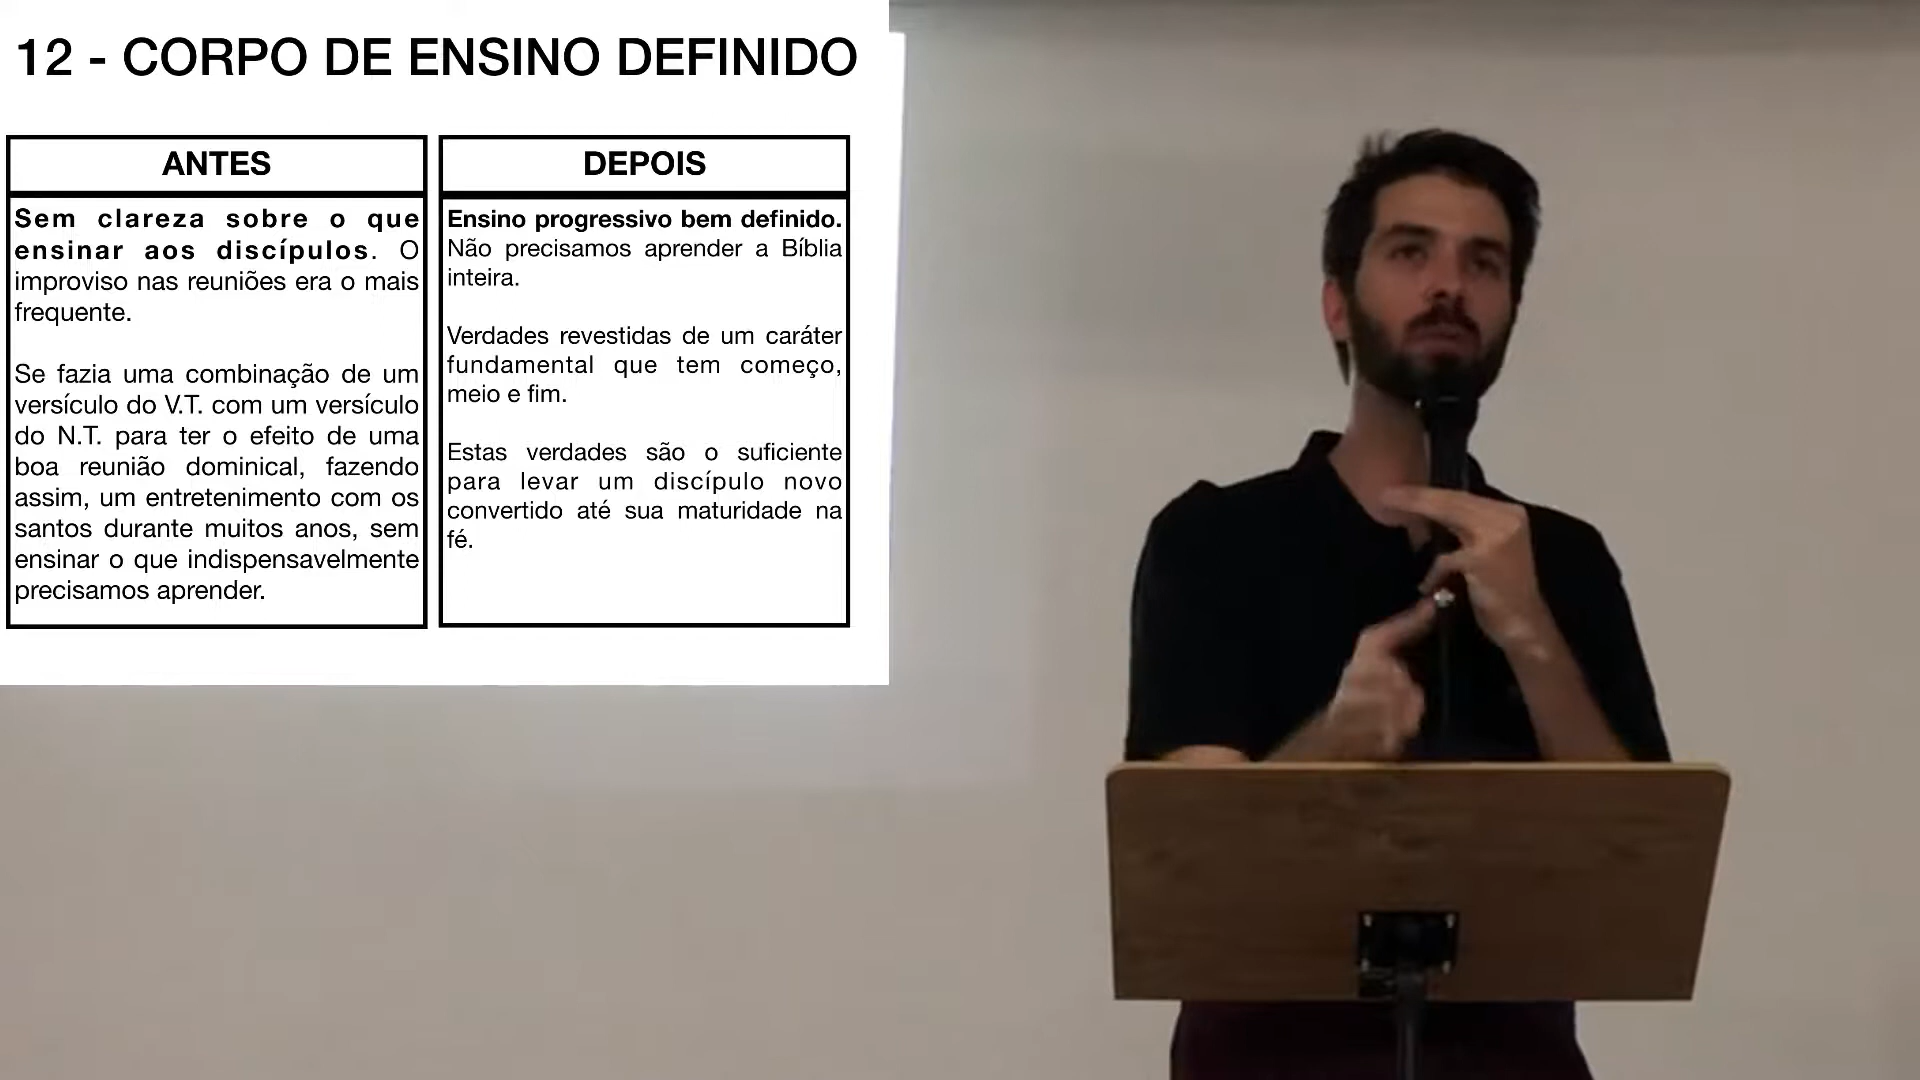 12 - CORPO DE ENSINO DEFINIDO
ANTES
Sem clareza sobre o que
ensinar aos discípulos. O
improviso nas reuniões era o mais
frequente.
Se fazia uma combinação de um
versículo do V.T. com um versículo
do N.T. para ter o efeito de uma
boa reunião dominical, fazendo
assim, um entretenimento com os
santos durante muitos anos, sem
ensinar o que indispensavelmente
precisamos aprender.
DEPOIS
Ensino progressivo bem definido.
Não precisamos aprender a Bíblia
inteira.
Verdades revestidas de um caráter
fundamental que tem começo,
meio e fim.
Estas verdades são o suficiente
para levar um discípulo novo
convertido até sua maturidade na
fé.